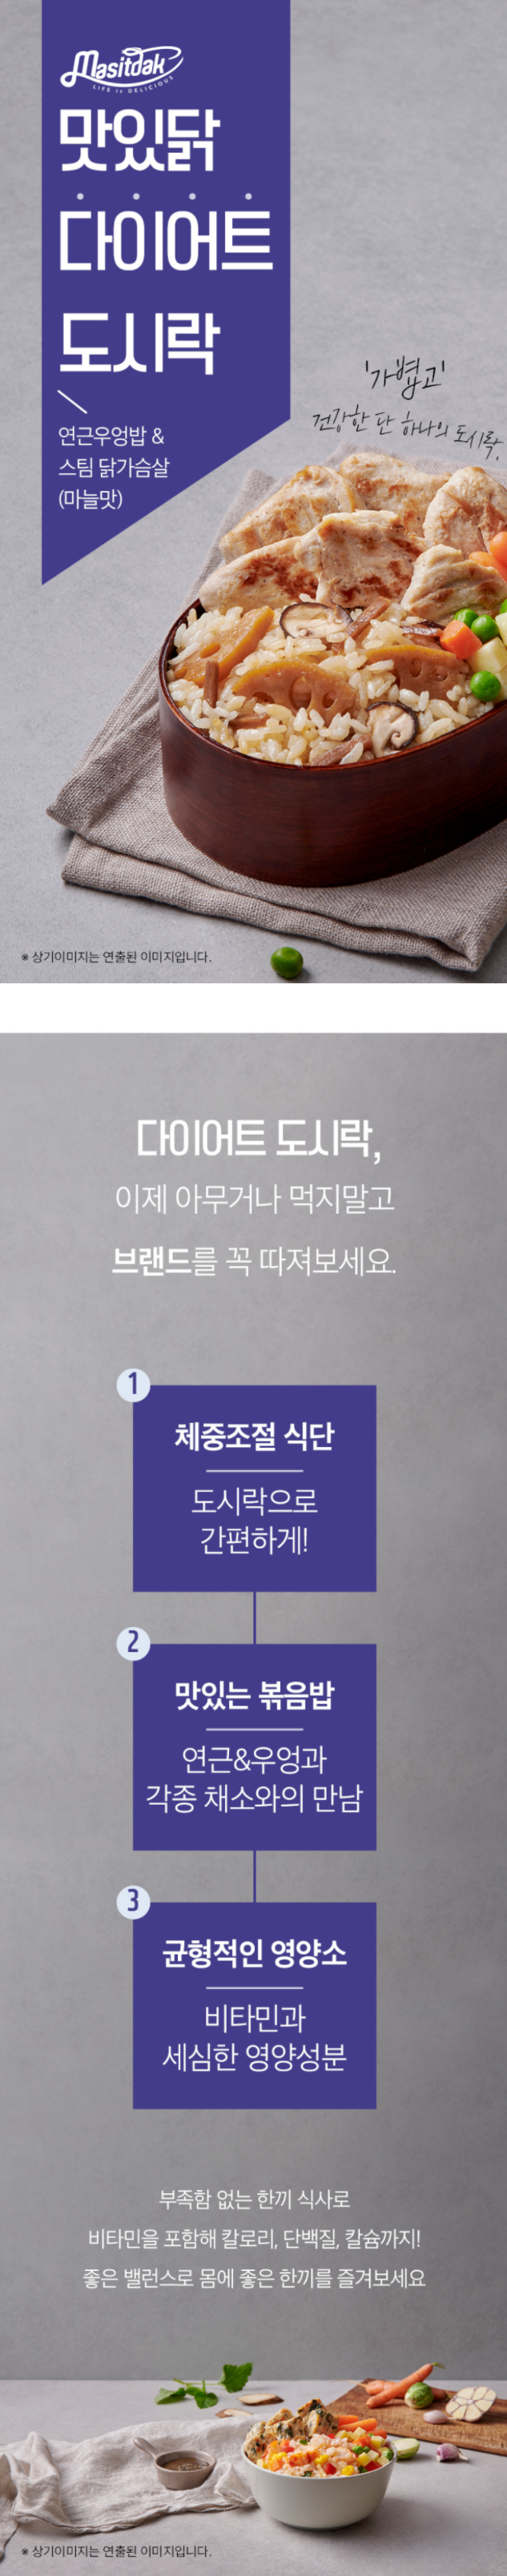 Masitdak
LIFE is DELICIOUS
맛있닭
다이어트
도시락
연근우엉밥 &
스팀 닭가슴살
(마늘맛)
'가볍고'
건강한 단 하나의 도시락.
※ 상기이미지는 연출된 이미지입니다.
다이어트 도시락,
이제 아무거나 먹지말고
브랜드를 꼭 따져보세요.
1
체중조절 식단
도시락으로
간편하게!
2
맛있는 볶음밥
연근&우엉과
각종 채소와의 만남
3
균형적인 영양소
비타민과
세심한 영양성분
부족함 없는 한끼 식사로
비타민을 포함해 칼로리, 단백질, 칼슘까지!
좋은 밸런스로 몸에 좋은 한끼를 즐겨보세요
※ 상기이미지는 연출된 이미지입니다.